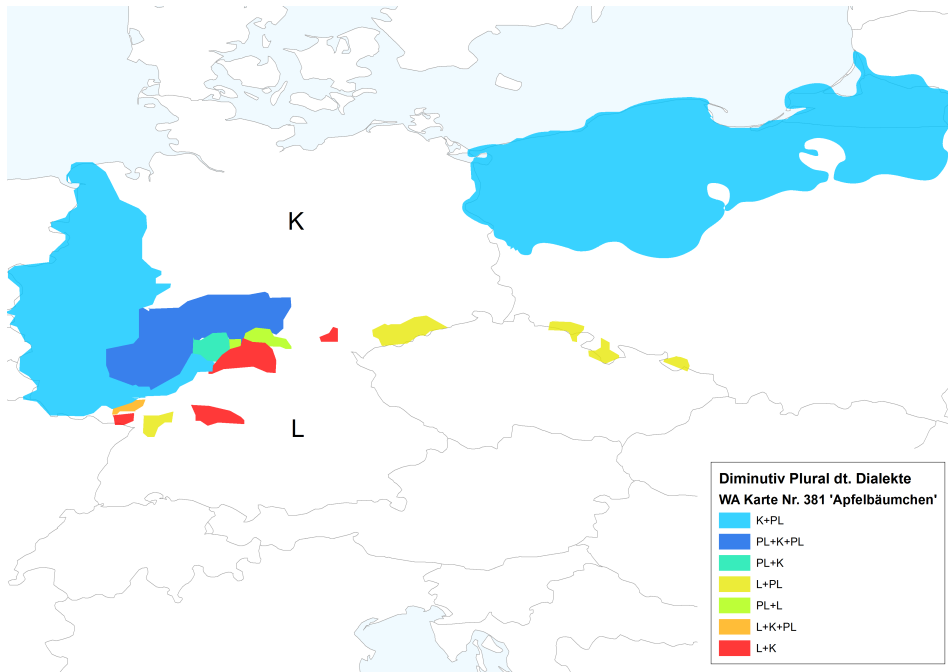 K
L
Diminutiv Plural dt. Dialekte
WA Karte Nr. 381 'Apfelbäumchen'
K+PL
PL+K+PL
PL+K
L+PL
PL+L
L+K+PL
L+K